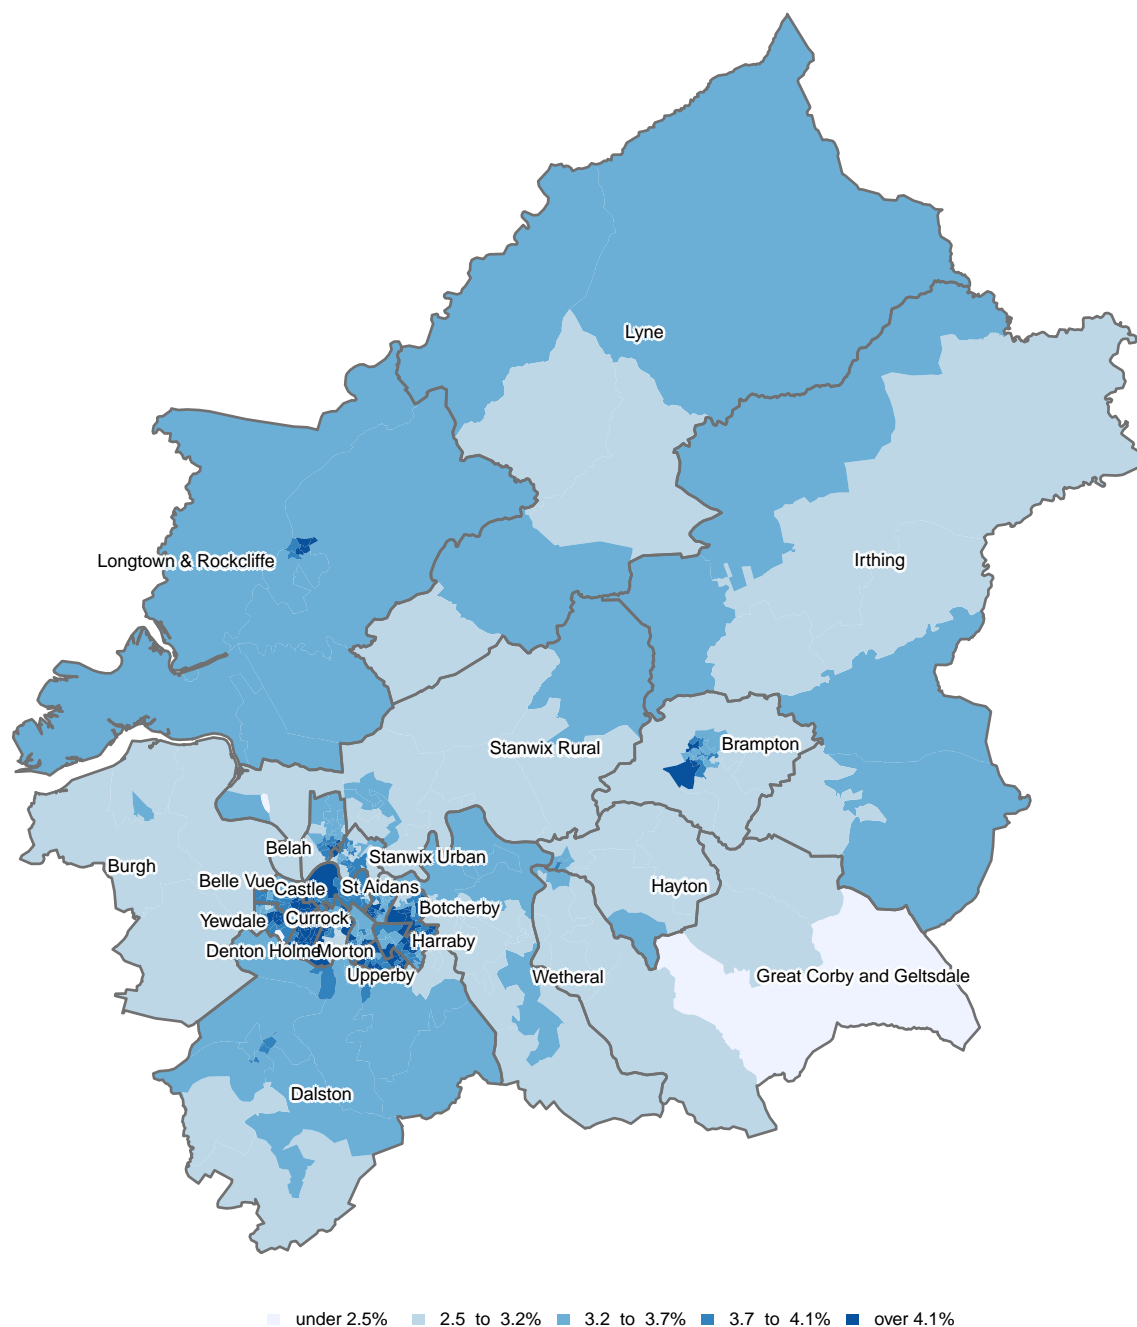 Lyne
Longtown & Rockcliffe
Irthing
Stanwix Rural
Brampton
Belah
Stanwix Urban
Burgh
Belle Vue
Castle
St Aidans
Hayton
Botcherby
Yewdale
Currock
Harraby
Denton Holme
Morton
Upperby
Wetheral
Great Corby and Geltsdale
Dalston
under 2.5%
2.5 to 3.2%
3.2 to 3.7%
3.7 to 4.1%
over 4.1%